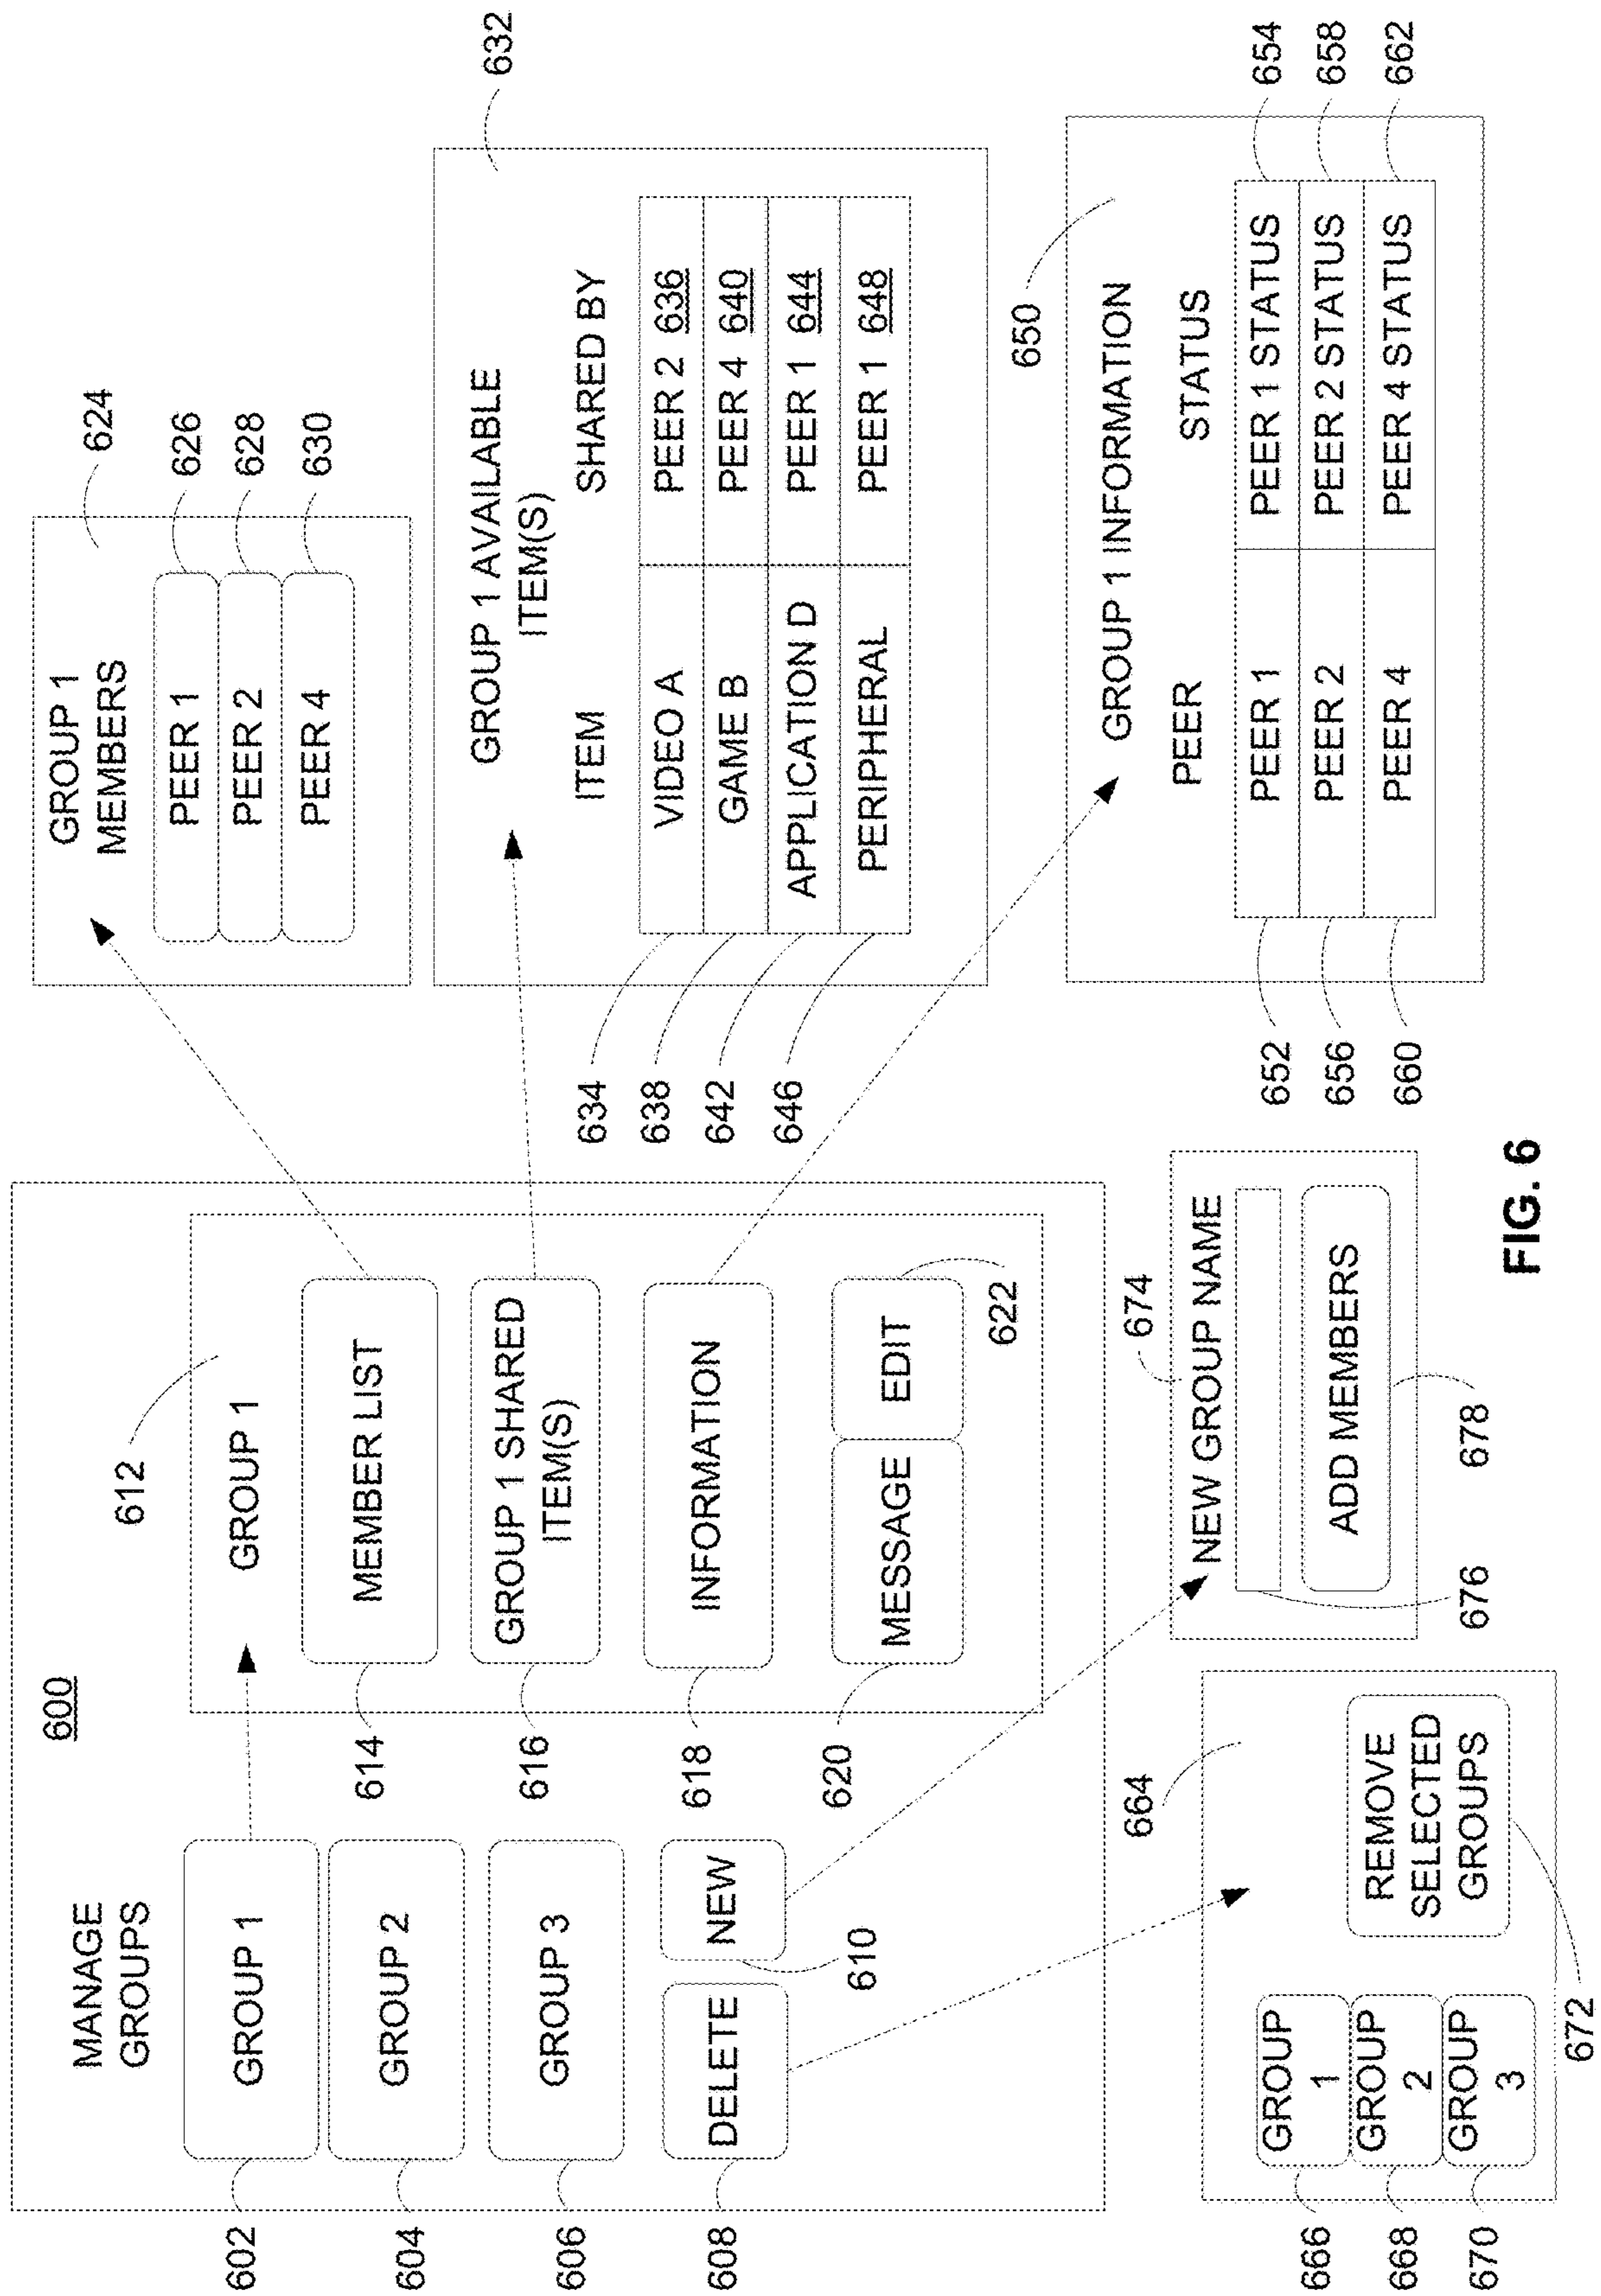 600
MANAGE
GROUPS
602
GROUP 1
604
GROUP 2
606
GROUP 3
608
DELETE
NEW
610
612
GROUP 1
614
MEMBER LIST
616
GROUP 1 SHARED
ITEM(S)
618
INFORMATION
620
MESSAGE
EDIT
622
GROUP 1
MEMBERS
624
PEER 1
626
PEER 2
628
PEER 4
630
632
GROUP 1 AVAILABLE
ITEM(S)
ITEM
SHARED BY
634
VIDEO A
PEER 2 636
638
GAME B
PEER 4 640
642
APPLICATION D
PEER 1 644
646
PERIPHERAL
PEER 1 648
650
GROUP 1 INFORMATION
PEER
STATUS
652
PEER 1
PEER 1 STATUS
654
656
PEER 2
PEER 2 STATUS
658
660
PEER 4
PEER 4 STATUS
662
664
666
GROUP
1
668
GROUP
2
670
GROUP
3
REMOVE
SELECTED
GROUPS
672
674
NEW GROUP NAME
676
ADD MEMBERS
678
FIG. 6